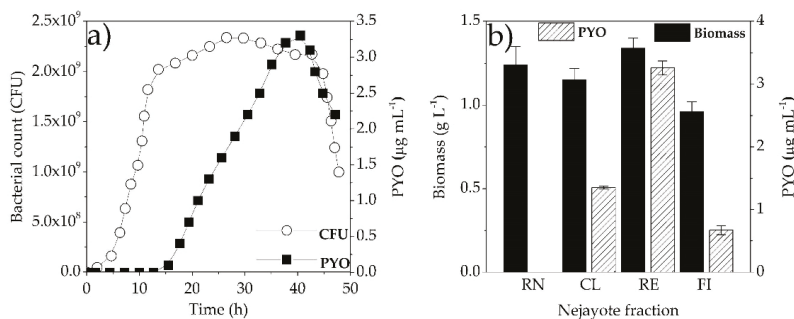 a)
2.5x10⁹
2.0x10⁹
1.5x10⁹
1.0x10⁹
5.0x10⁸
0.0
Bacterial count (CFU)
0 10 20 30 40 50
Time (h)
3.5
3.0
2.5
2.0
1.5
1.0
0.5
0.0
PYO (µg mL⁻¹)
CFU
PYO
b)
PYO
Biomass
1.5
1.0
0.5
0.0
Biomass (g L⁻¹)
RN CL RE FI
Nejayote fraction
4
3
2
1
0
PYO (µg mL⁻¹)